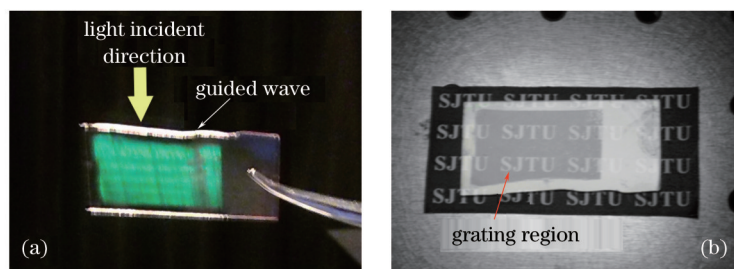 light incident
direction
guided wave
(a)
SJTU SJTU SJTU SJTU
SJTU SJTU SJTU SJTU
SJTU SJTU SJTU SJTU
SJTU SJTU SJTU SJTU
grating region
(b)